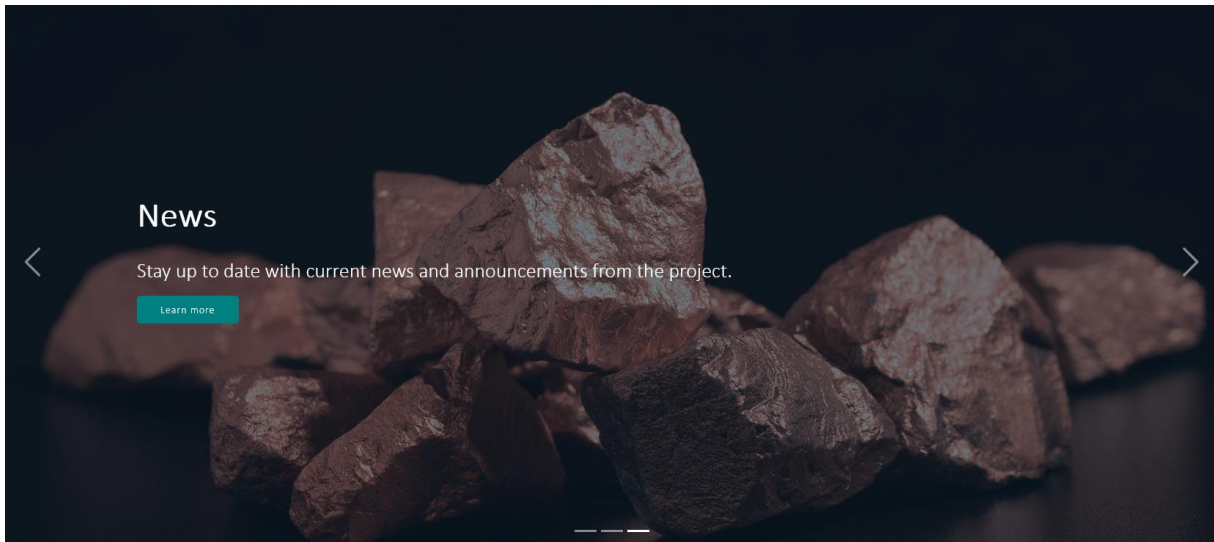 News
Stay up to date with current news and announcements from the project.
Learn more